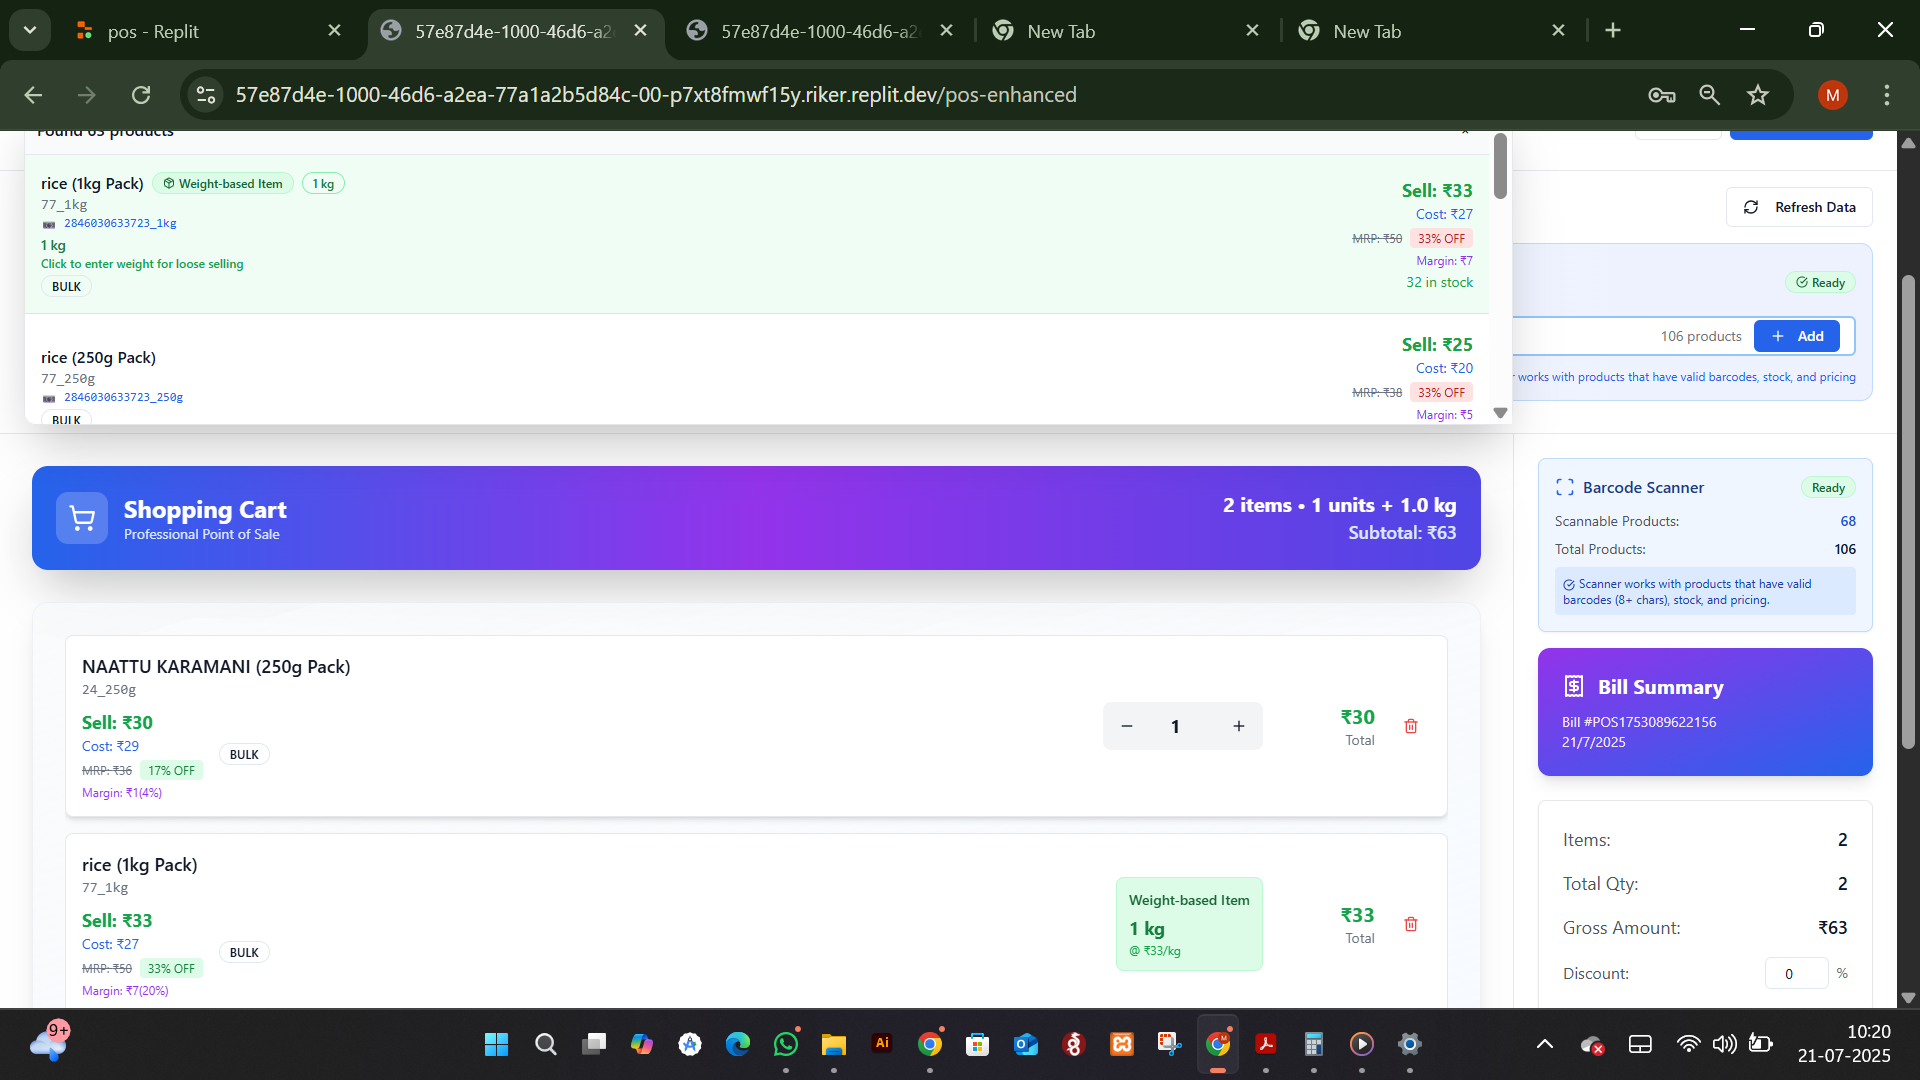 pos - Replit
57e87d4e-1000-46d6-a2
57e87d4e-1000-46d6-a2
New Tab
New Tab
57e87d4e-1000-46d6-a2ea-77a1a2b5d84c-00-p7xt8fmwf15y.riker.replit.dev/pos-enhanced
M
Found 63 products
rice (1kg Pack) Weight-based Item 1 kg
77_1kg
2846030633723_1kg
1 kg
Click to enter weight for loose selling
BULK
Sell: ₹33
Cost: ₹27
MRP: ₹50 33% OFF
Margin: ₹7
32 in stock
rice (250g Pack)
77_250g
2846030633723_250g
BULK
Sell: ₹25
Cost: ₹20
MRP: ₹38 33% OFF
Margin: ₹5
Refresh Data
Ready
106 products
+ Add
works with products that have valid barcodes, stock, and pricing
Shopping Cart
Professional Point of Sale
2 items • 1 units + 1.0 kg
Subtotal: ₹63
NAATTU KARAMANI (250g Pack)
24_250g
Sell: ₹30
Cost: ₹29
MRP: ₹36 17% OFF
Margin: ₹1(4%)
BULK
− 1 +
₹30
Total
rice (1kg Pack)
77_1kg
Sell: ₹33
Cost: ₹27
MRP: ₹50 33% OFF
Margin: ₹7(20%)
BULK
Weight-based Item
1 kg
@ ₹33/kg
₹33
Total
Barcode Scanner Ready
Scannable Products: 68
Total Products: 106
Scanner works with products that have valid
barcodes (8+ chars), stock, and pricing.
Bill Summary
Bill #POS1753089622156
21/7/2025
Items: 2
Total Qty: 2
Gross Amount: ₹63
Discount: 0 %
9+
Ai
10:20
21-07-2025